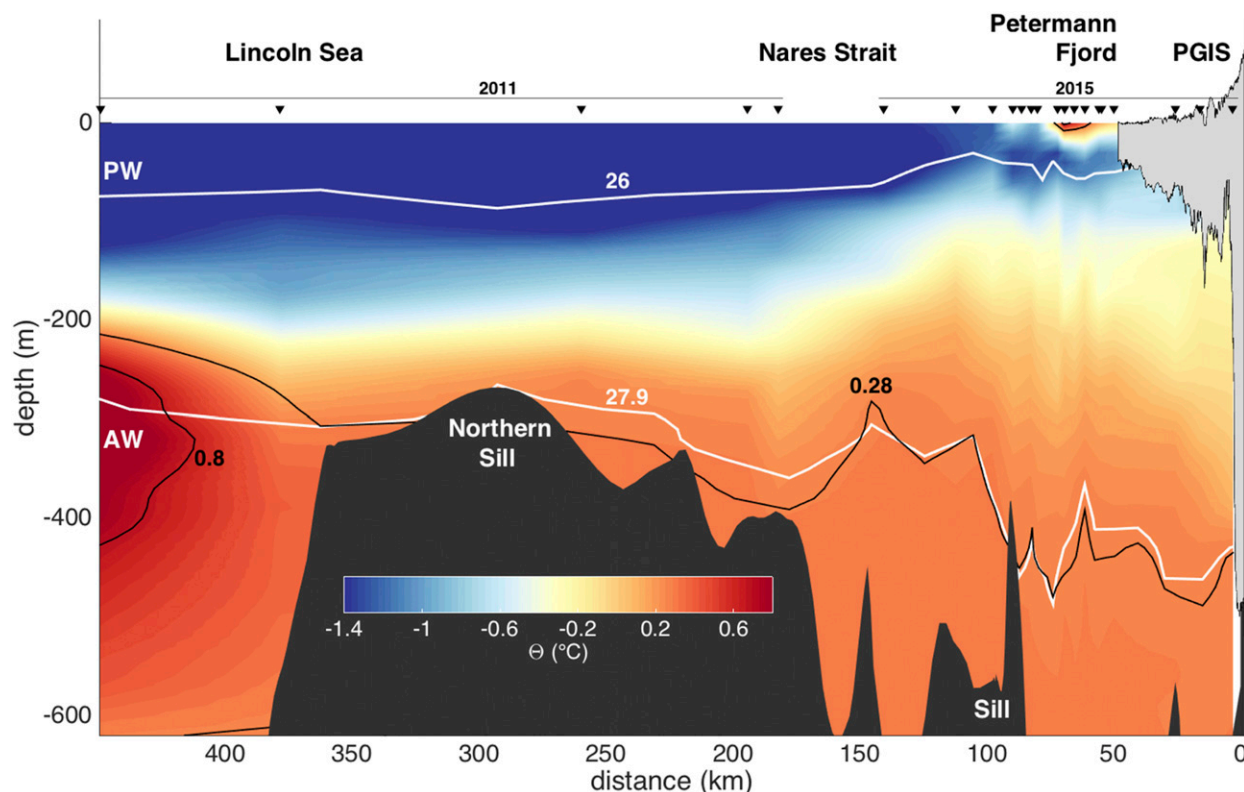 Petermann
Lincoln Sea Nares Strait Fjord PGIS
2011 2015
0
PW
26
-200
0.28
27.9
AW
0.8
Northern
Sill
-400
-1.4 -1 -0.6 -0.2 0.2 0.6
Θ (°C)
-600
Sill
depth (m)
400 350 300 250 200 150 100 50 0
distance (km)